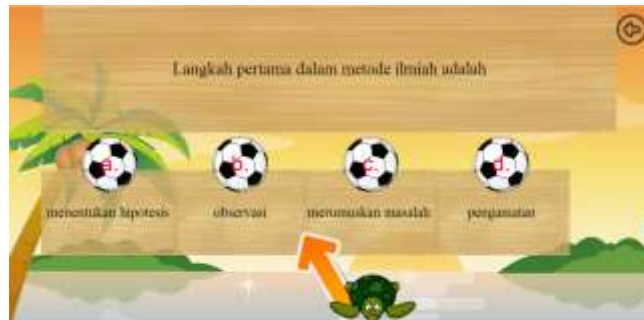 Langkah pertama dalam metode ilmiah adalah
a. b. c. d.
menentukan hipotesis observasi merumuskan masalah pengamatan